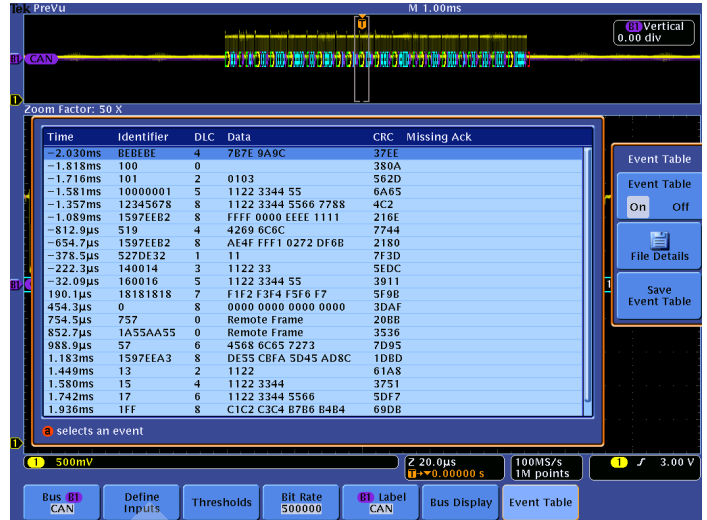 Tek PreVu M 1.00ms
T
B1 Vertical
0.00 div
B1 CAN
1
Zoom Factor: 50 X
Time Identifier DLC Data CRC Missing Ack
-2.030ms BEBEBE 4 7B7E 9A9C 37EE
-1.818ms 100 0 380A
-1.716ms 101 2 0103 562D
-1.581ms 10000001 5 1122 3344 55 6A65
-1.357ms 12345678 8 1122 3344 5566 7788 4C2
-1.089ms 1597EEB2 8 FFFF 0000 EEEE 1111 216E
-812.9µs 519 4 4269 6C6C 7744
-654.7µs 1597EEB2 8 AE4F FFF1 0272 DF6B 2180
-378.5µs 527DE32 1 11 7F3D
-222.3µs 140014 3 1122 33 5EDC
-32.09µs 160016 5 1122 3344 55 3911
190.1µs 18181818 7 F1F2 F3F4 F5F6 F7 5F9B
454.3µs 0 8 0000 0000 0000 0000 3DAF
754.5µs 757 0 Remote Frame 20BB
852.7µs 1A55AA55 0 Remote Frame 3536
988.9µs 57 6 4568 6C65 7273 7D95
1.183ms 1597EEA3 8 DE55 CBFA 5D45 AD8C 1DBD
1.449ms 13 2 1122 61A8
1.580ms 15 4 1122 3344 3751
1.742ms 17 6 1122 3344 5566 5DF7
1.936ms 1FF 8 C1C2 C3C4 B7B6 B4B4 69DB
a selects an event
Event Table
Event Table
On Off
File Details
Save
Event Table
B1
1
1
1 500mV
Z 20.0µs
T→▼0.00000 s
100MS/s
1M points
1 ∫ 3.00 V
Bus B1
CAN
Define
Inputs
Thresholds
Bit Rate
500000
B1 Label
CAN
Bus Display
Event Table